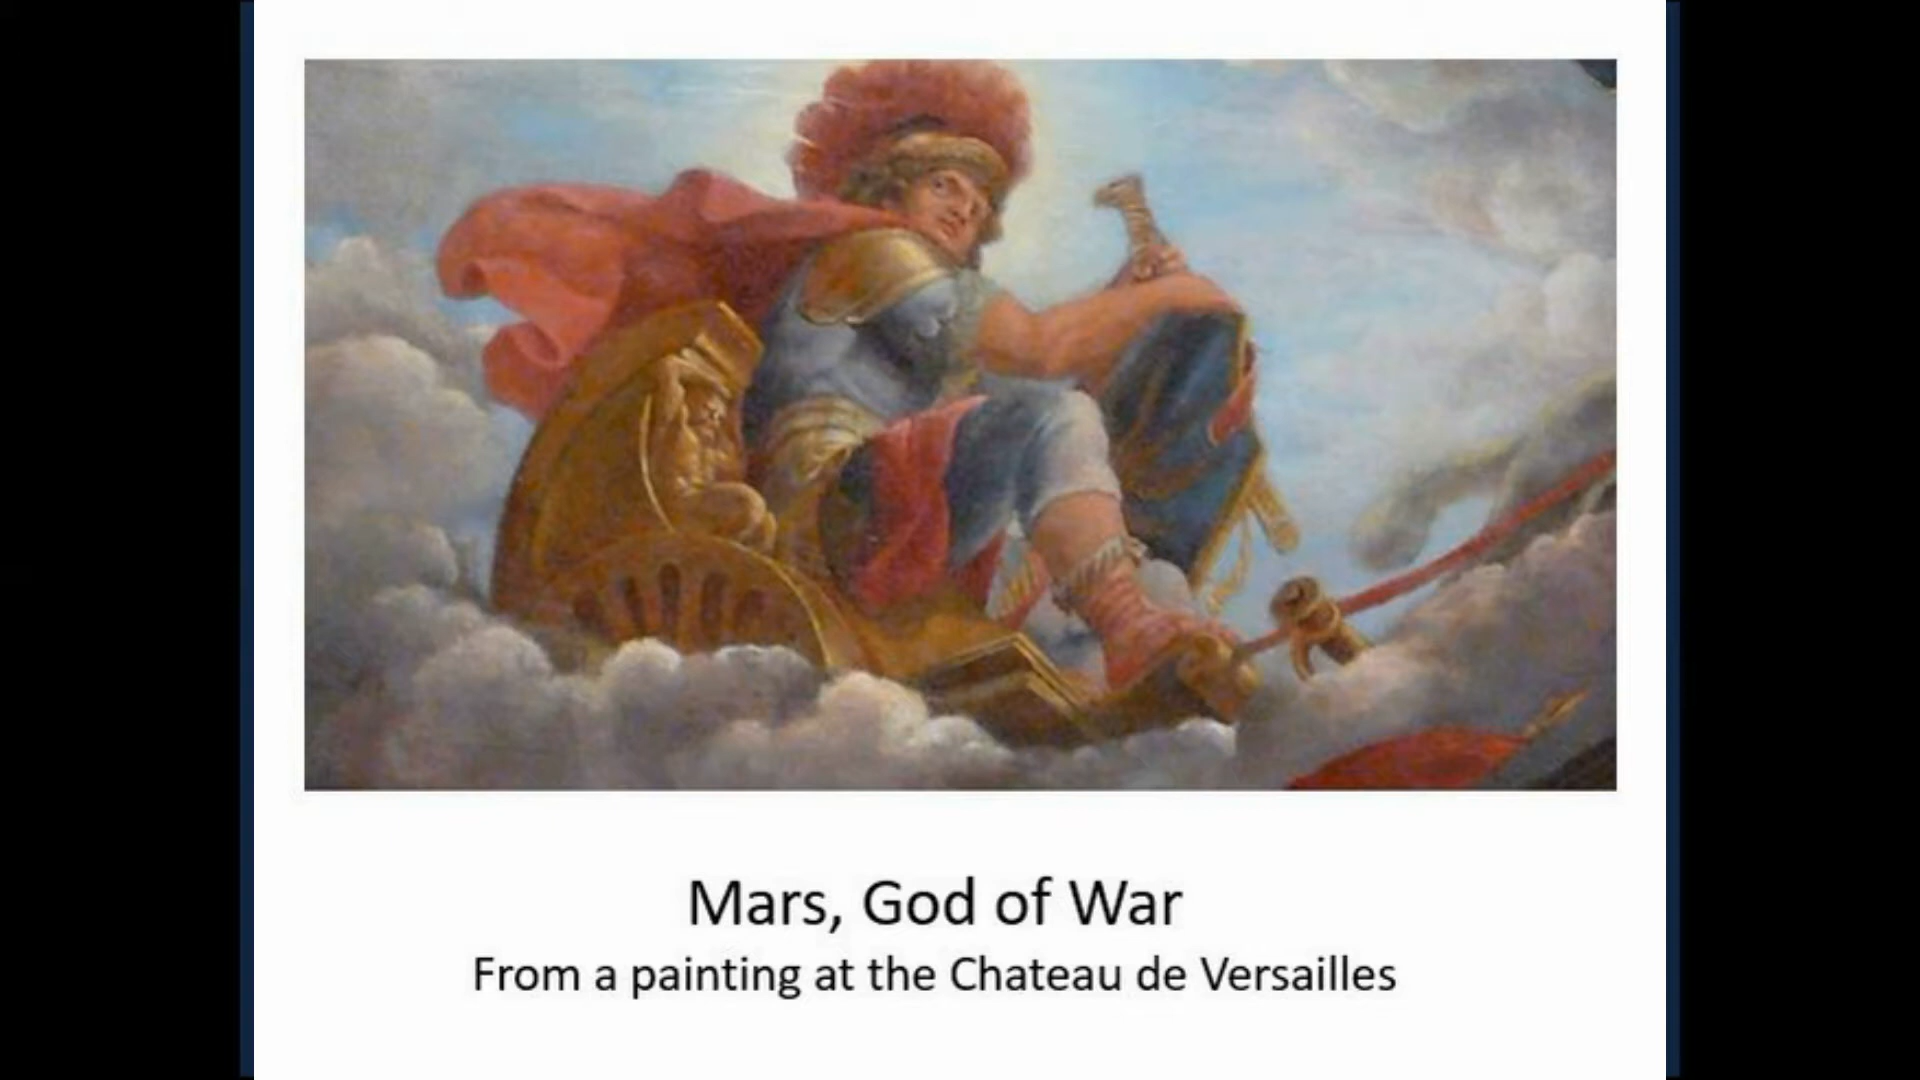 Mars, God of War
From a painting at the Chateau de Versailles